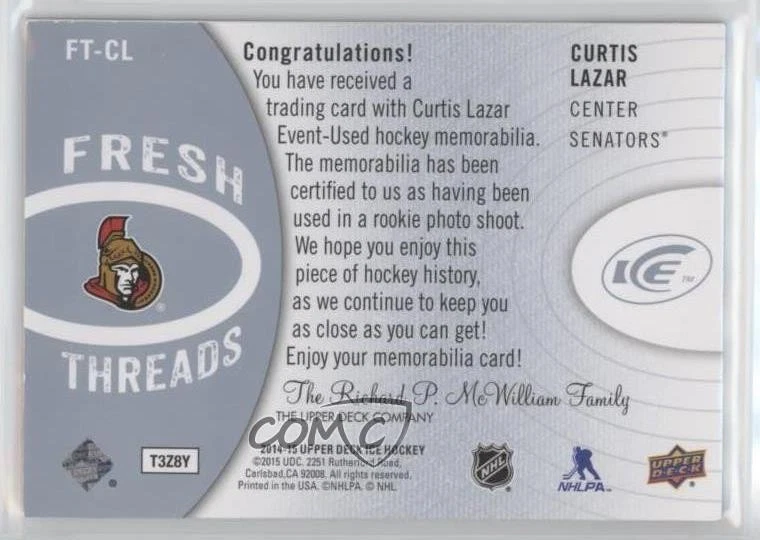 FT-CL
FRESH
THREADS
T3Z8Y
®
Congratulations!
You have received a
trading card with Curtis Lazar
Event-Used hockey memorabilia.
The memorabilia has been
certified to us as having been
used in a rookie photo shoot.
We hope you enjoy this
piece of hockey history,
as we continue to keep you
as close as you can get!
Enjoy your memorabilia card!
The Richard P. McWilliam Family
THE UPPER DECK COMPANY
COMC
2014-15 UPPER DECK ICE HOCKEY
©2015 UDC. 2251 Rutherford Road,
Carlsbad,CA 92008. All rights reserved.
Printed in the USA. ©NHLPA. © NHL.
CURTIS
LAZAR
CENTER
SENATORS®
ICE™
NHL
NHLPA
UPPER
DECK